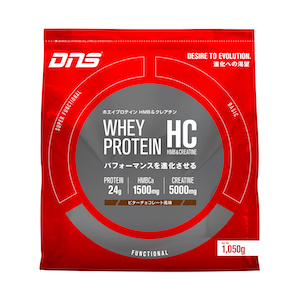 DNS
DESIRE TO EVOLUTION.
進化への渇望
SUPER FUNCTIONAL
BASIC
ホエイプロテイン HMB&クレアチン
WHEY
PROTEIN
HC
HMB&CREATINE
パフォーマンスを進化させる
PROTEIN
24g
HMBCa
1500mg
CREATINE
5000mg
ビターチョコレート風味
1,050g
FUNCTIONAL